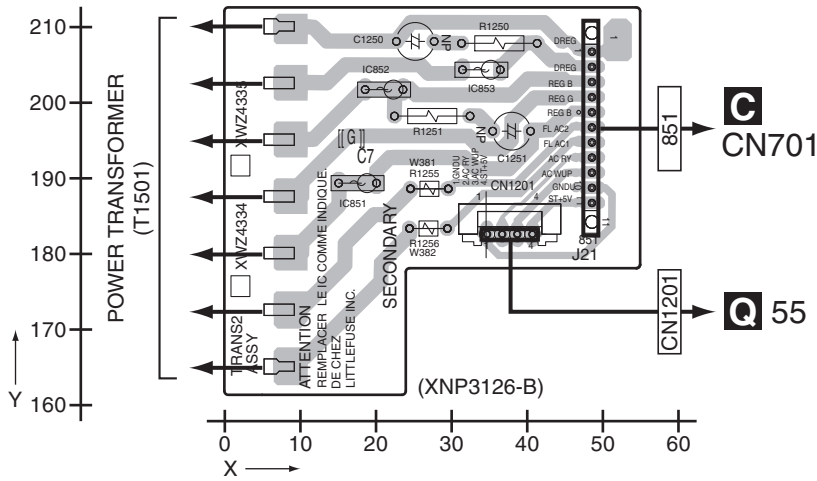 210
200
190
180
170
160
Y
0
10
20
30
40
50
60
X
POWER TRANSFORMER
(T1501)
C1250
NP
R1250
IC852
IC853
R1251
NP
C1251
[[G]]
C7
IC851
W381
R1255
R1256
W382
1 GNDU
2 AC RY
3 AC WUP
4 ST+5V
CN1201
1
4
1
4
DREG
DREG
REG B
REG G
REG B
FL AC2
FL AC1
AC RY
AC WUP
GNDU
ST+5V
1
1
11
851
J21
XWZ4335
XWZ4334
TRANS2
ASSY
ATTENTION
REMPLACER LE IC COMME INDIQUE.
DE CHEZ
LITTLEFUSE INC.
SECONDARY
(XNP3126-B)
851
C
CN701
CN1201
Q 55